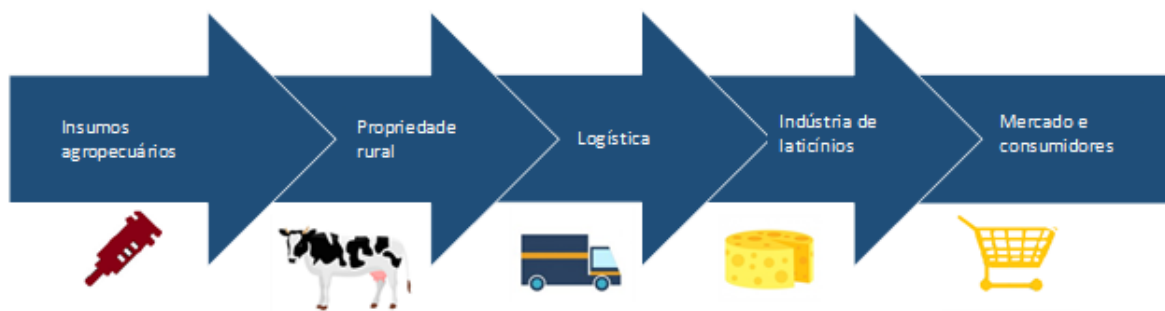 Insumos
agropecuários
Propriedade
rural
Logística
Indústria de
laticínios
Mercado e
consumidores